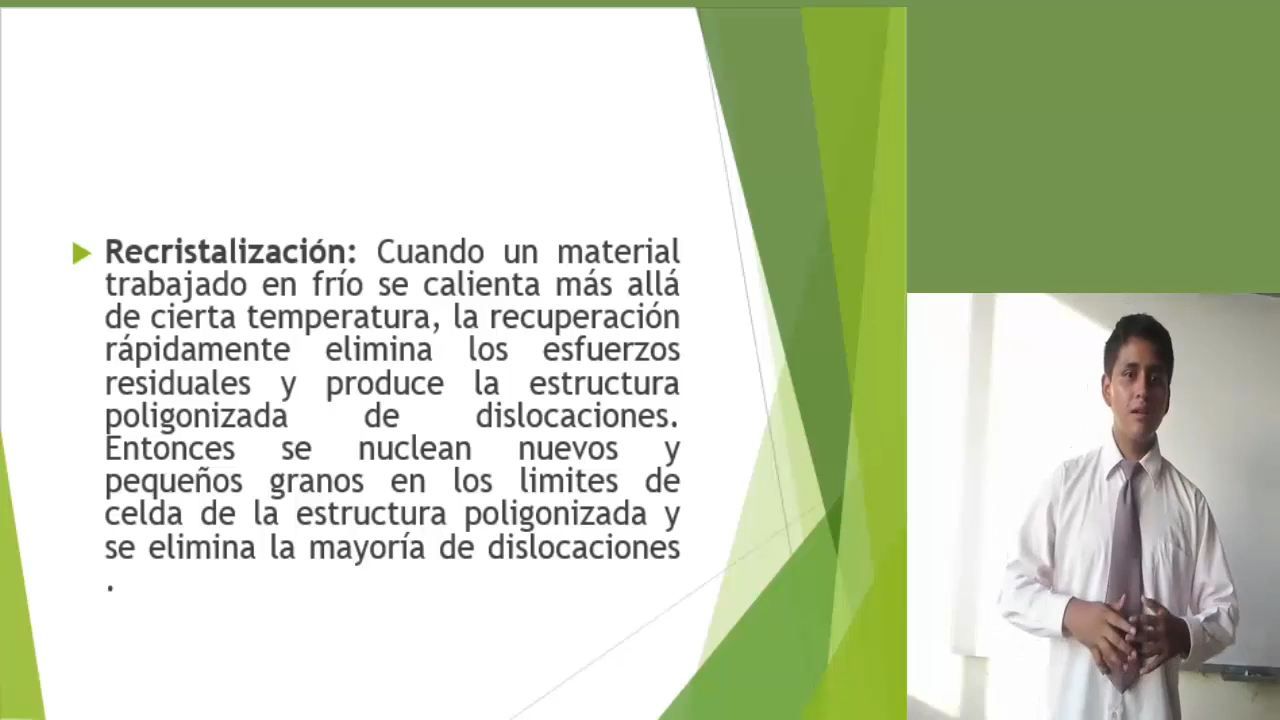 Recristalización: Cuando un material
trabajado en frío se calienta más allá
de cierta temperatura, la recuperación
rápidamente elimina los esfuerzos
residuales y produce la estructura
poligonizada de dislocaciones.
Entonces se nuclean nuevos y
pequeños granos en los limites de
celda de la estructura poligonizada y
se elimina la mayoría de dislocaciones
.